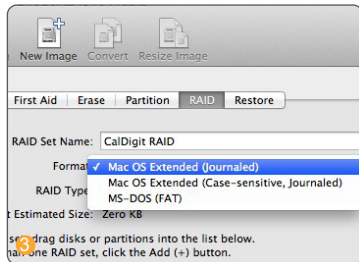 New Image Convert Resize Image
First Aid Erase Partition RAID Restore
RAID Set Name: CalDigit RAID
Format
✓ Mac OS Extended (Journaled)
Mac OS Extended (Case-sensitive, Journaled)
MS-DOS (FAT)
RAID Type
Estimated Size: Zero KB
drag disks or partitions into the list below.
one RAID set, click the Add (+) button.
3